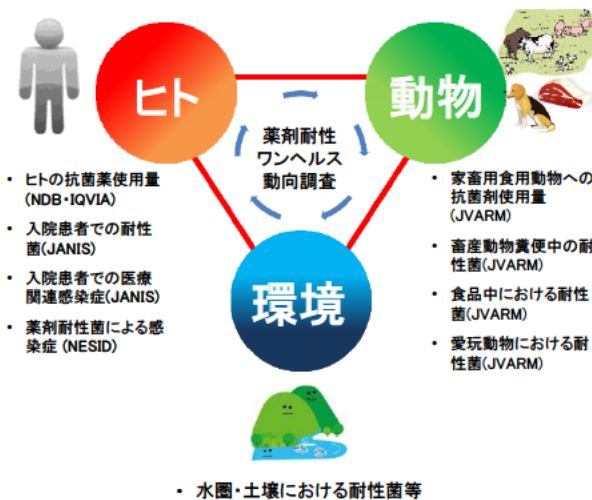 ヒト
動物
薬剤耐性
ワンヘルス
動向調査
環境
• ヒトの抗菌薬使用量
(NDB・IQVIA)
• 入院患者での耐性
菌(JANIS)
• 入院患者での医療
関連感染症(JANIS)
• 薬剤耐性菌による感
染症 (NESID)
• 家畜用食用動物への
抗菌剤使用量
(JVARM)
• 畜産動物糞便中の耐
性菌(JVARM)
• 食品中における耐性
菌(JVARM)
• 愛玩動物における耐
性菌(JVARM)
• 水圏・土壌における耐性菌等